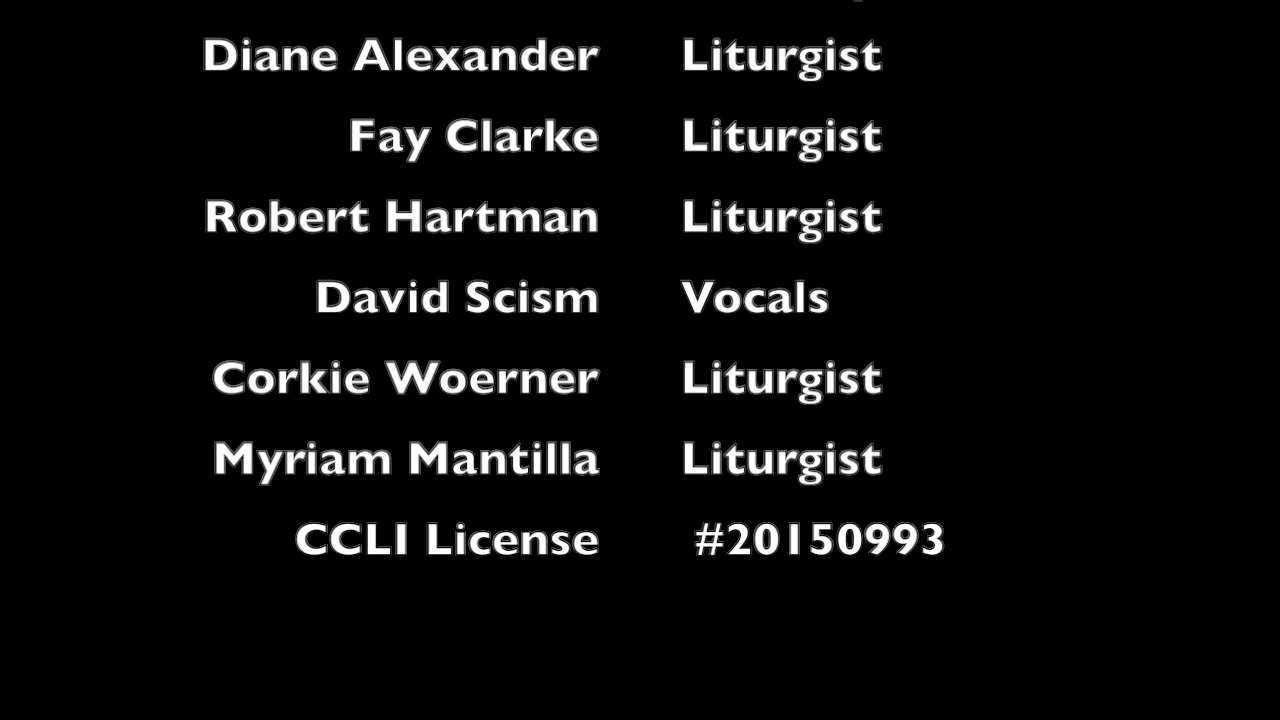 Diane Alexander Liturgist
Fay Clarke Liturgist
Robert Hartman Liturgist
David Scism Vocals
Corkie Woerner Liturgist
Myriam Mantilla Liturgist
CCLI License #20150993